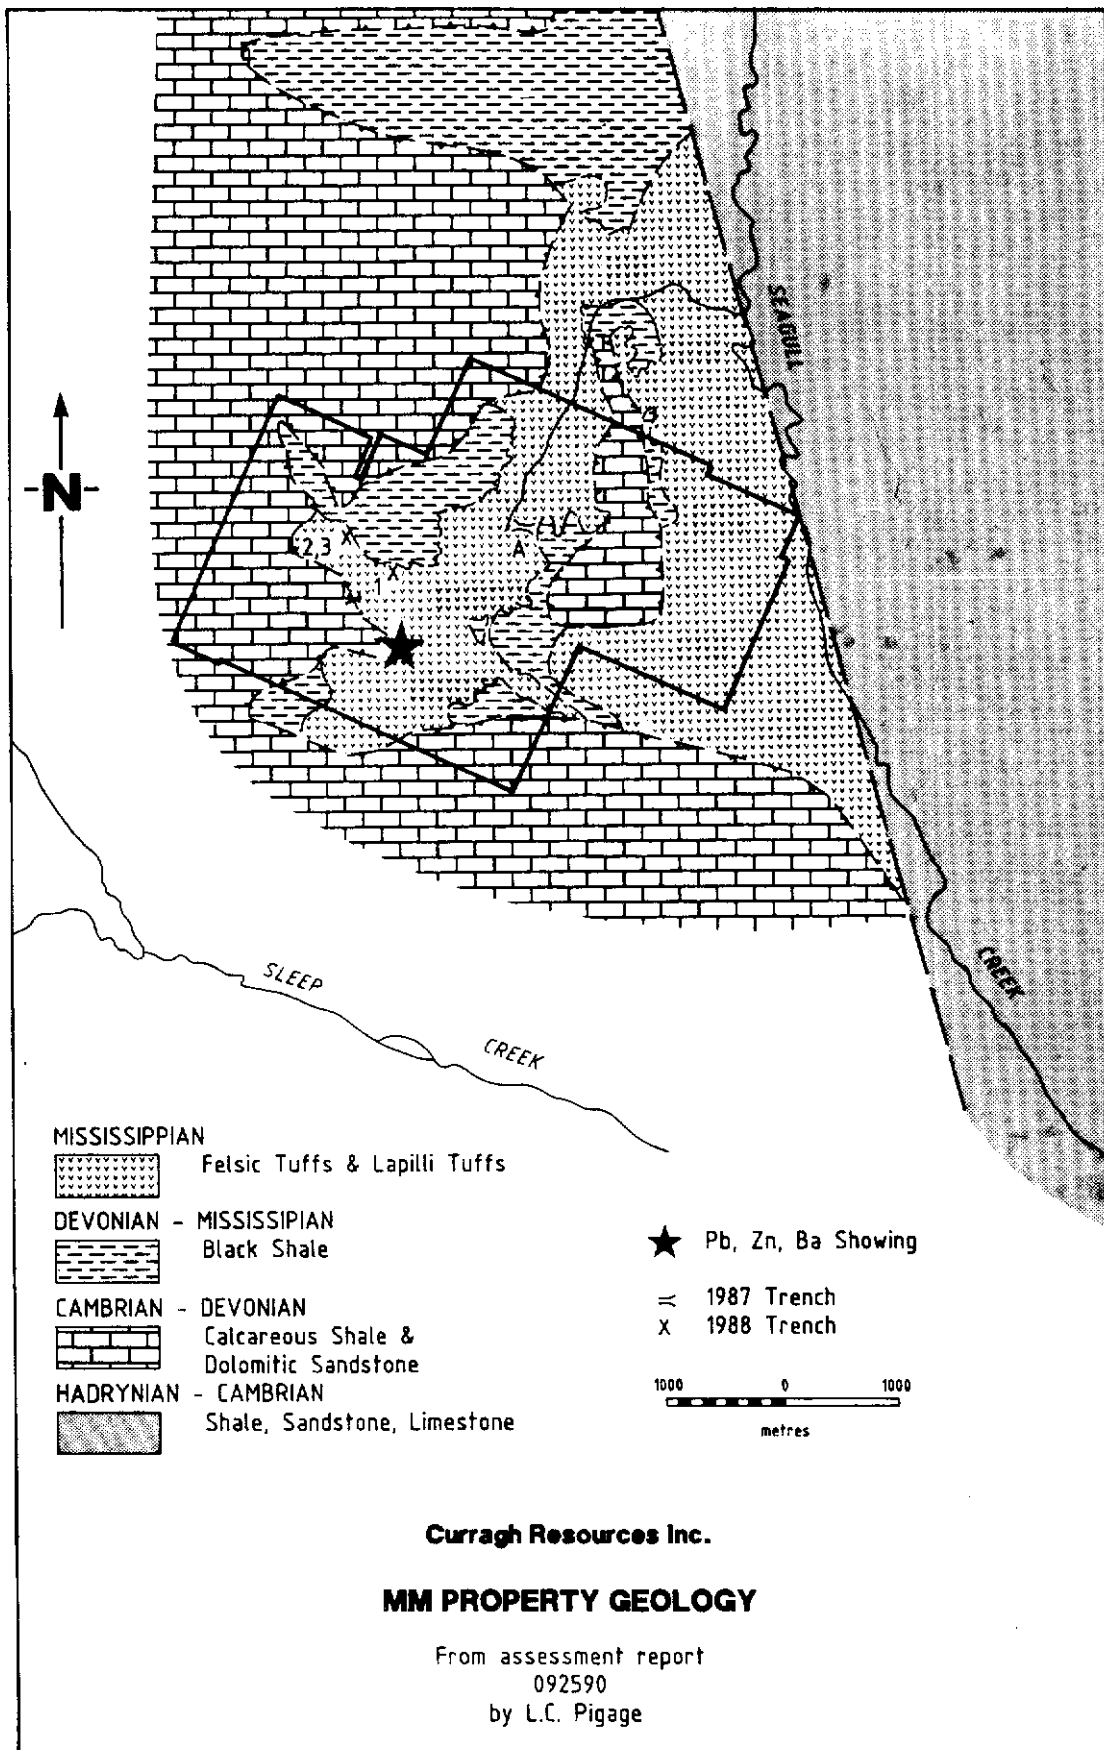 SEAGULL
N
2,3
X
X
1
A
B
SLEEP
CREEK
CREEK
MISSISSIPPIAN
Felsic Tuffs & Lapilli Tuffs
DEVONIAN - MISSISIPIAN
Black Shale
CAMBRIAN - DEVONIAN
Calcareous Shale &
Dolomitic Sandstone
HADRYNIAN - CAMBRIAN
Shale, Sandstone, Limestone
Pb, Zn, Ba Showing
1987 Trench
X 1988 Trench
1000 0 1000
metres
Curragh Resources Inc.
MM PROPERTY GEOLOGY
From assessment report
092590
by L.C. Pigage